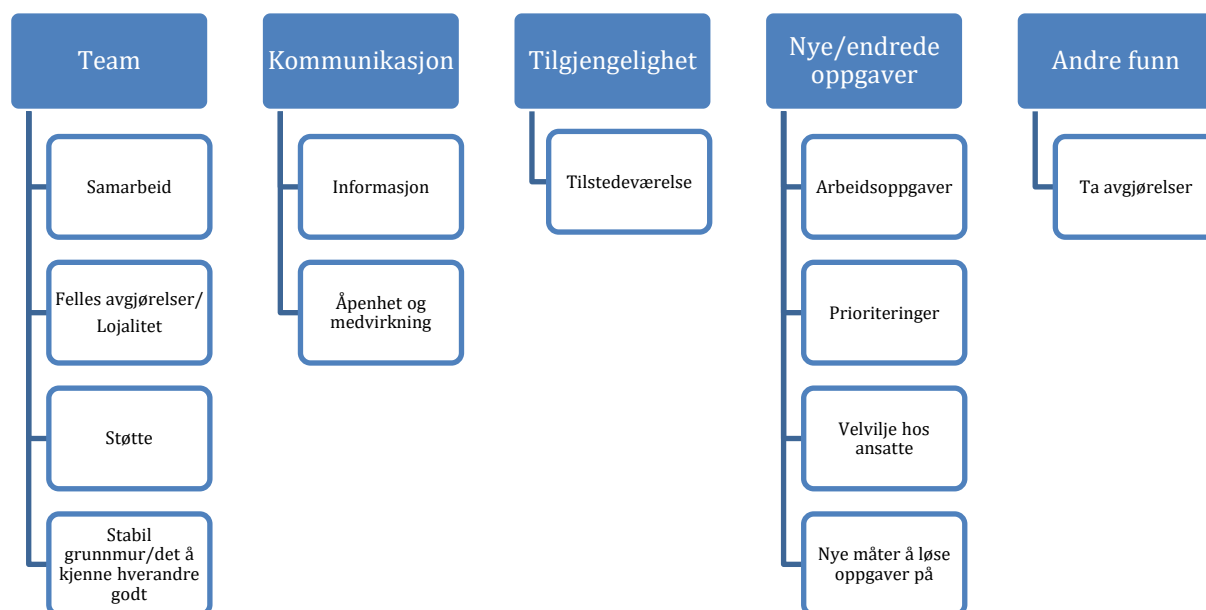 Team
Samarbeid
Felles avgjørelser/
Lojalitet
Støtte
Stabil
grunnmur/det å
kjenne hverandre
godt
Kommunikasjon
Informasjon
Åpenhet og
medvirkning
Tilgjengelighet
Tilstedeværelse
Nye/endrede
oppgaver
Arbeidsoppgaver
Prioriteringer
Velvilje hos
ansatte
Nye måter å løse
oppgaver på
Andre funn
Ta avgjørelser